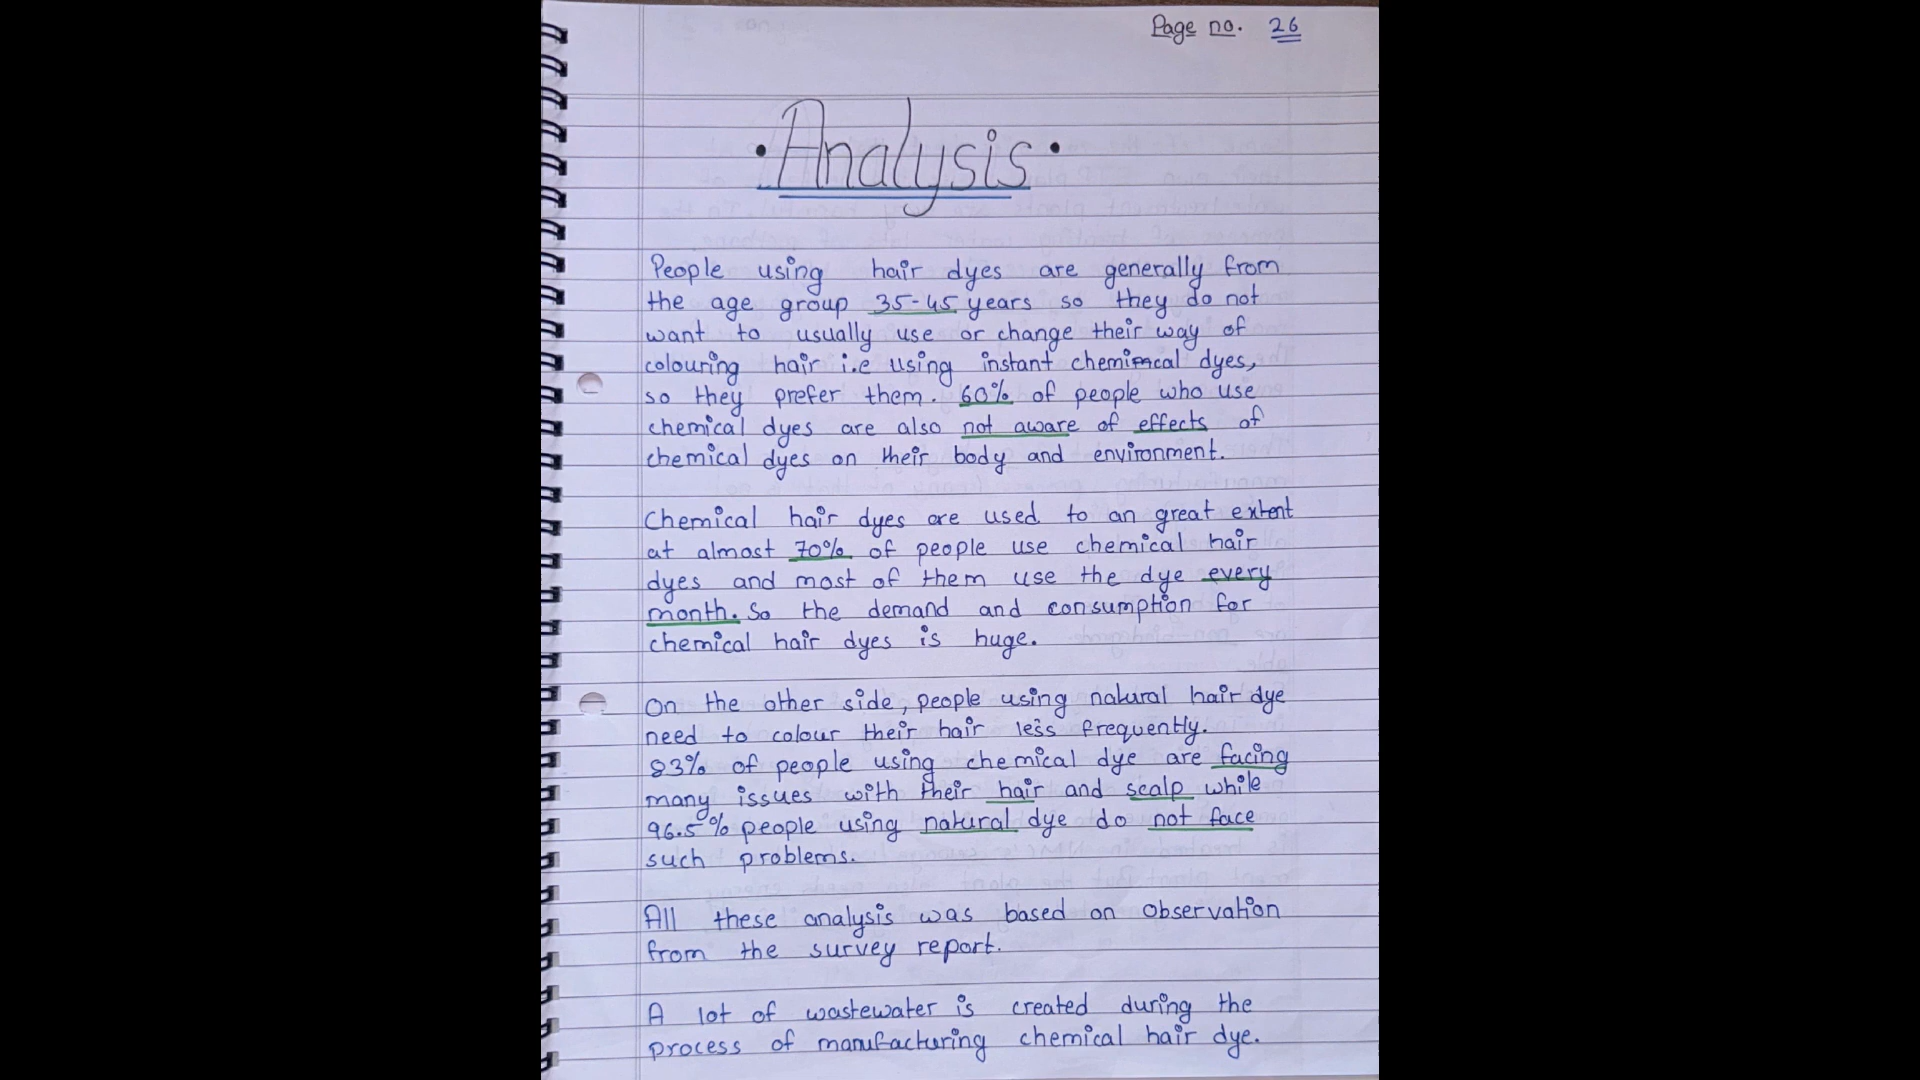 Page no. 26
• Analysis •
People using hair dyes are generally from
the age group 35-45 years so they do not
want to usually use or change their way of
colouring hair i.e using instant chemical dyes,
so they prefer them. 60% of people who use
chemical dyes are also not aware of effects of
chemical dyes on their body and environment.
Chemical hair dyes are used to an great extent
at almost 70% of people use chemical hair
dyes and most of them use the dye every
month. So the demand and consumption for
chemical hair dyes is huge.
On the other side, people using natural hair dye
need to colour their hair less frequently.
83% of people using chemical dye are facing
many issues with their hair and scalp while
96.5% people using natural dye do not face
such problems.
All these analysis was based on observation
from the survey report.
A lot of wastewater is created during the
process of manufacturing chemical hair dye.